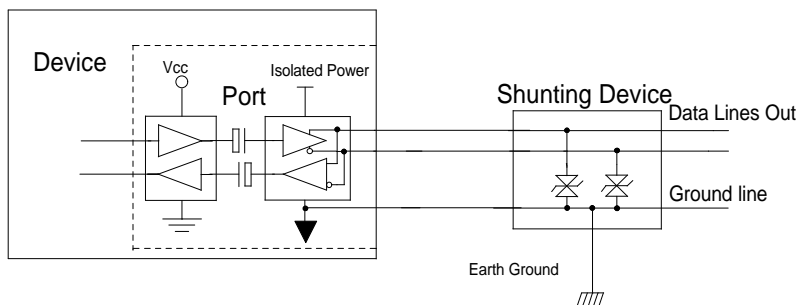 Device
Vcc
Port
Isolated Power
Shunting Device
Data Lines Out
Ground line
Earth Ground